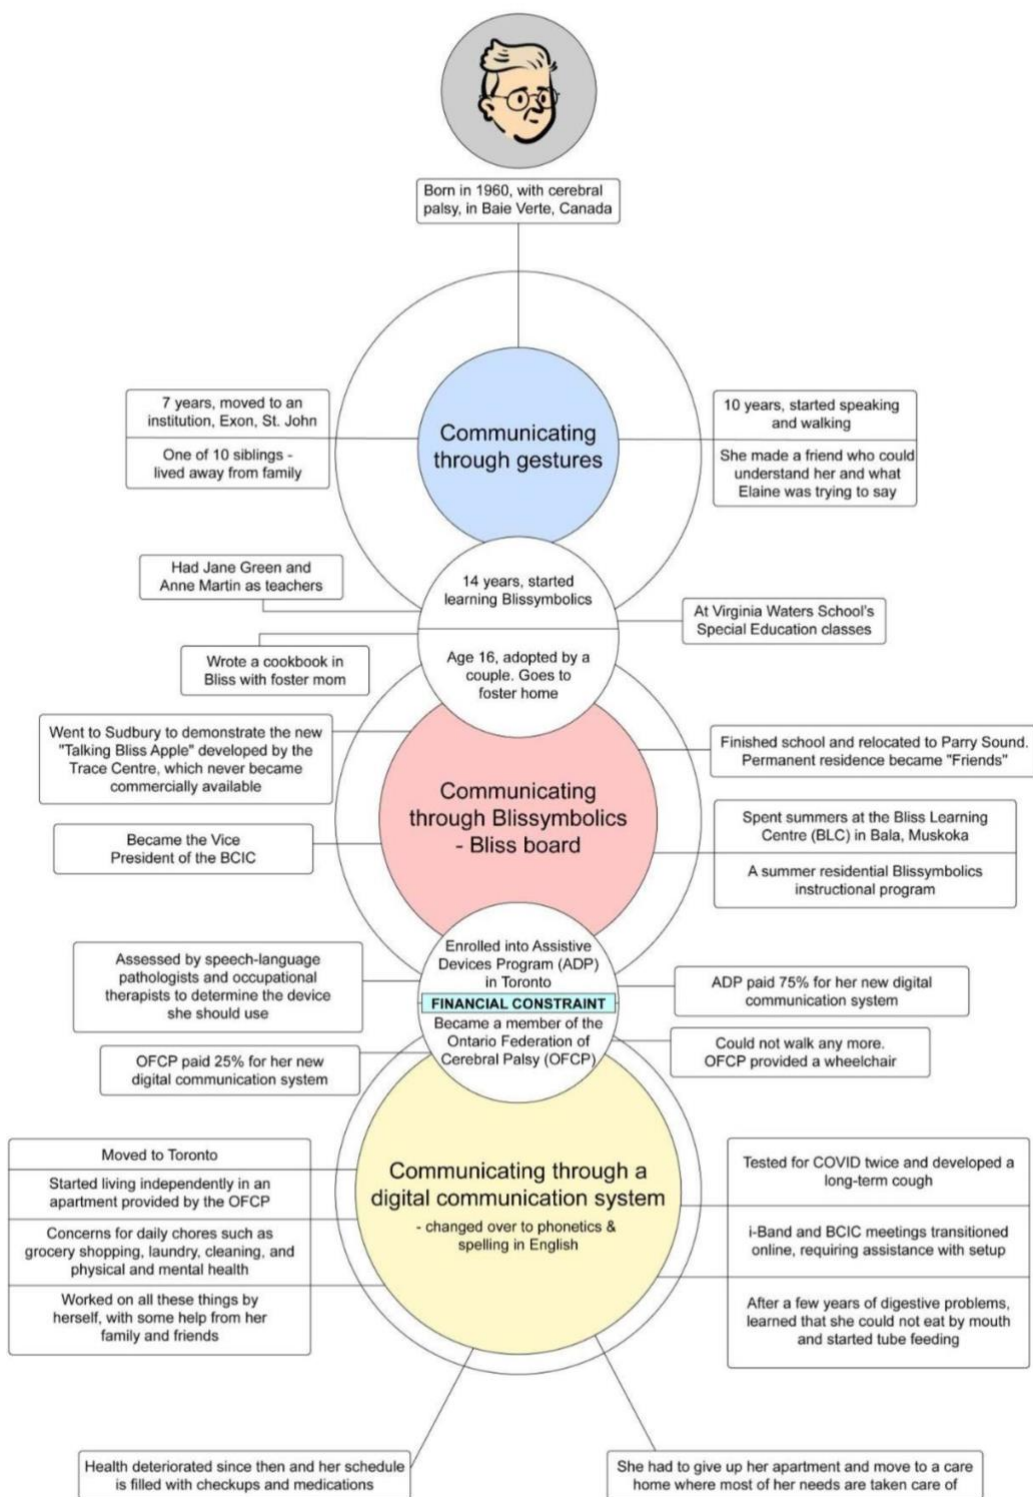 Born in 1960, with cerebral
palsy, in Baie Verte, Canada
7 years, moved to an
institution, Exon, St. John
One of 10 siblings -
lived away from family
Communicating
through gestures
10 years, started speaking
and walking
She made a friend who could
understand her and what
Elaine was trying to say
Had Jane Green and
Anne Martin as teachers
14 years, started
learning Blissymbolics
At Virginia Waters School's
Special Education classes
Wrote a cookbook in
Bliss with foster mom
Age 16, adopted by a
couple. Goes to
foster home
Went to Sudbury to demonstrate the new
"Talking Bliss Apple" developed by the
Trace Centre, which never became
commercially available
Finished school and relocated to Parry Sound.
Permanent residence became "Friends"
Communicating
through Blissymbolics
- Bliss board
Became the Vice
President of the BCIC
Spent summers at the Bliss Learning
Centre (BLC) in Bala, Muskoka
A summer residential Blissymbolics
instructional program
Assessed by speech-language
pathologists and occupational
therapists to determine the device
she should use
Enrolled into Assistive
Devices Program (ADP)
in Toronto
FINANCIAL CONSTRAINT
Became a member of the
Ontario Federation of
Cerebral Palsy (OFCP)
ADP paid 75% for her new digital
communication system
OFCP paid 25% for her new
digital communication system
Could not walk any more.
OFCP provided a wheelchair
Moved to Toronto
Started living independently in an
apartment provided by the OFCP
Concerns for daily chores such as
grocery shopping, laundry, cleaning, and
physical and mental health
Worked on all these things by
herself, with some help from her
family and friends
Communicating through a
digital communication system
- changed over to phonetics &
spelling in English
Tested for COVID twice and developed a
long-term cough
i-Band and BCIC meetings transitioned
online, requiring assistance with setup
After a few years of digestive problems,
learned that she could not eat by mouth
and started tube feeding
Health deteriorated since then and her schedule
is filled with checkups and medications
She had to give up her apartment and move to a care
home where most of her needs are taken care of